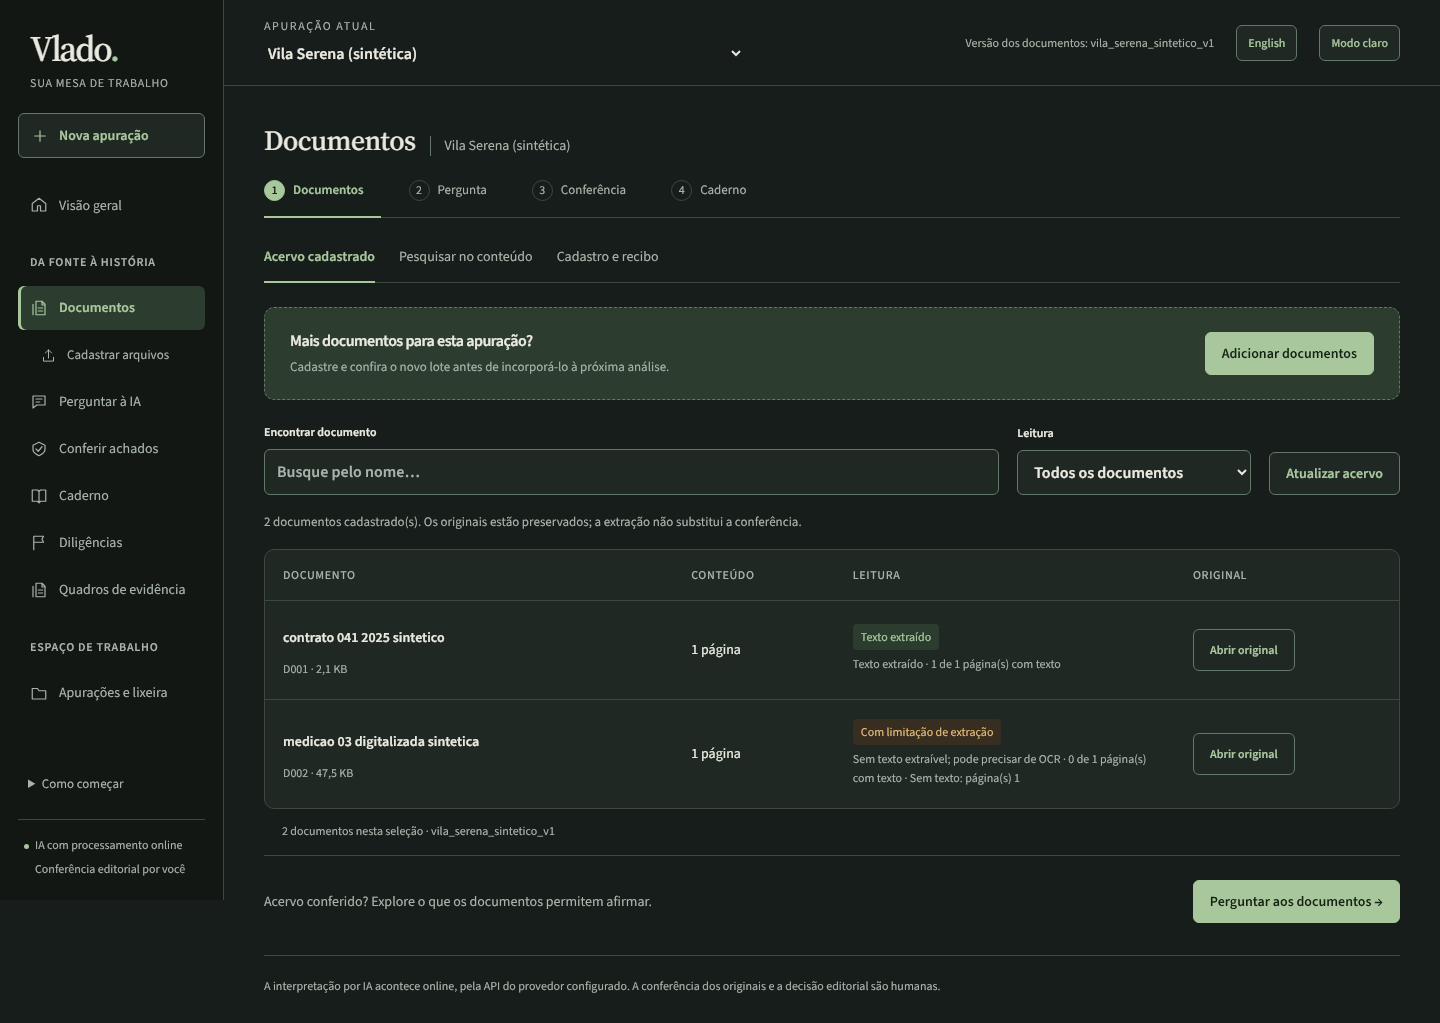 Vlado.
SUA MESA DE TRABALHO
Nova apuração
Visão geral
DA FONTE À HISTÓRIA
Documentos
Cadastrar arquivos
Perguntar à IA
Conferir achados
Caderno
Diligências
Quadros de evidência
ESPAÇO DE TRABALHO
Apurações e lixeira
Como começar
IA com processamento online
Conferência editorial por você
APURAÇÃO ATUAL
Vila Serena (sintética)
Versão dos documentos: vila_serena_sintetico_v1
English
Modo claro
Documentos
Vila Serena (sintética)
1 Documentos
2 Pergunta
3 Conferência
4 Caderno
Acervo cadastrado
Pesquisar no conteúdo
Cadastro e recibo
Mais documentos para esta apuração?
Cadastre e confira o novo lote antes de incorporá-lo à próxima análise.
Adicionar documentos
Encontrar documento
Busque pelo nome…
Leitura
Todos os documentos
Atualizar acervo
2 documentos cadastrado(s). Os originais estão preservados; a extração não substitui a conferência.
DOCUMENTO
CONTEÚDO
LEITURA
ORIGINAL
contrato 041 2025 sintetico
D001 · 2,1 KB
1 página
Texto extraído
Texto extraído · 1 de 1 página(s) com texto
Abrir original
medicao 03 digitalizada sintetica
D002 · 47,5 KB
1 página
Com limitação de extração
Sem texto extraível; pode precisar de OCR · 0 de 1 página(s)
com texto · Sem texto: página(s) 1
Abrir original
2 documentos nesta seleção · vila_serena_sintetico_v1
Acervo conferido? Explore o que os documentos permitem afirmar.
Perguntar aos documentos →
A interpretação por IA acontece online, pela API do provedor configurado. A conferência dos originais e a decisão editorial são humanas.